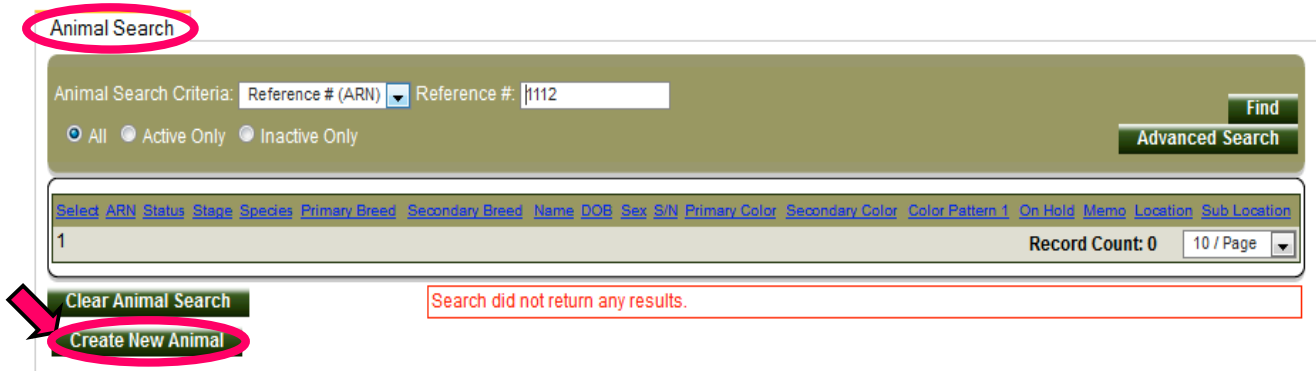 Animal Search
Animal Search Criteria: Reference # (ARN) Reference #: 1112
Find
All Active Only Inactive Only
Advanced Search
Select ARN Status Stage Species Primary Breed Secondary Breed Name DOB Sex S/N Primary Color Secondary Color Color Pattern 1 On Hold Memo Location Sub Location
1 Record Count: 0 10 / Page
Clear Animal Search Search did not return any results.
Create New Animal